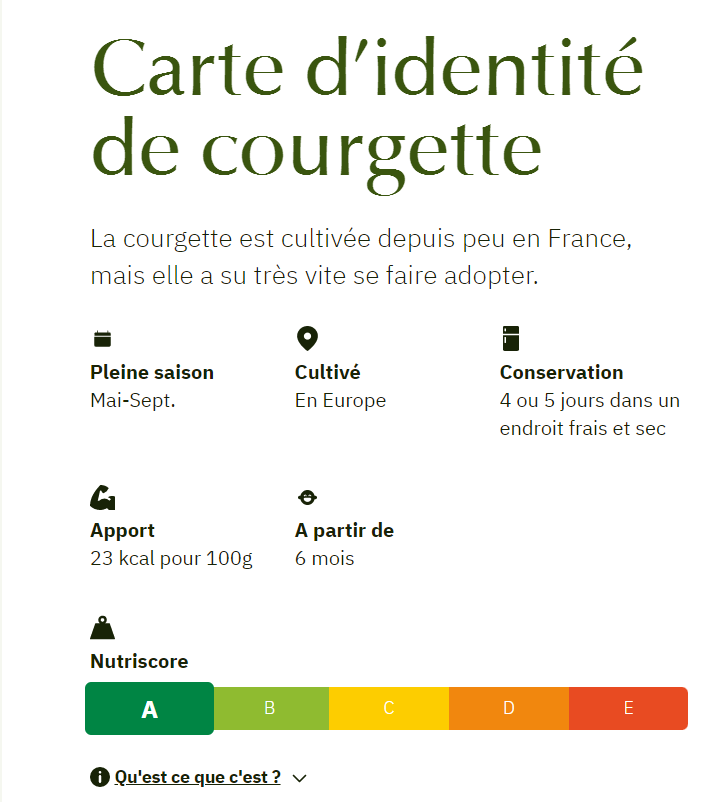 Carte d’identité
de courgette
La courgette est cultivée depuis peu en France,
mais elle a su très vite se faire adopter.
Pleine saison
Mai-Sept.
Cultivé
En Europe
Conservation
4 ou 5 jours dans un
endroit frais et sec
Apport
23 kcal pour 100g
A partir de
6 mois
Nutriscore
A B C D E
Qu'est ce que c'est ?